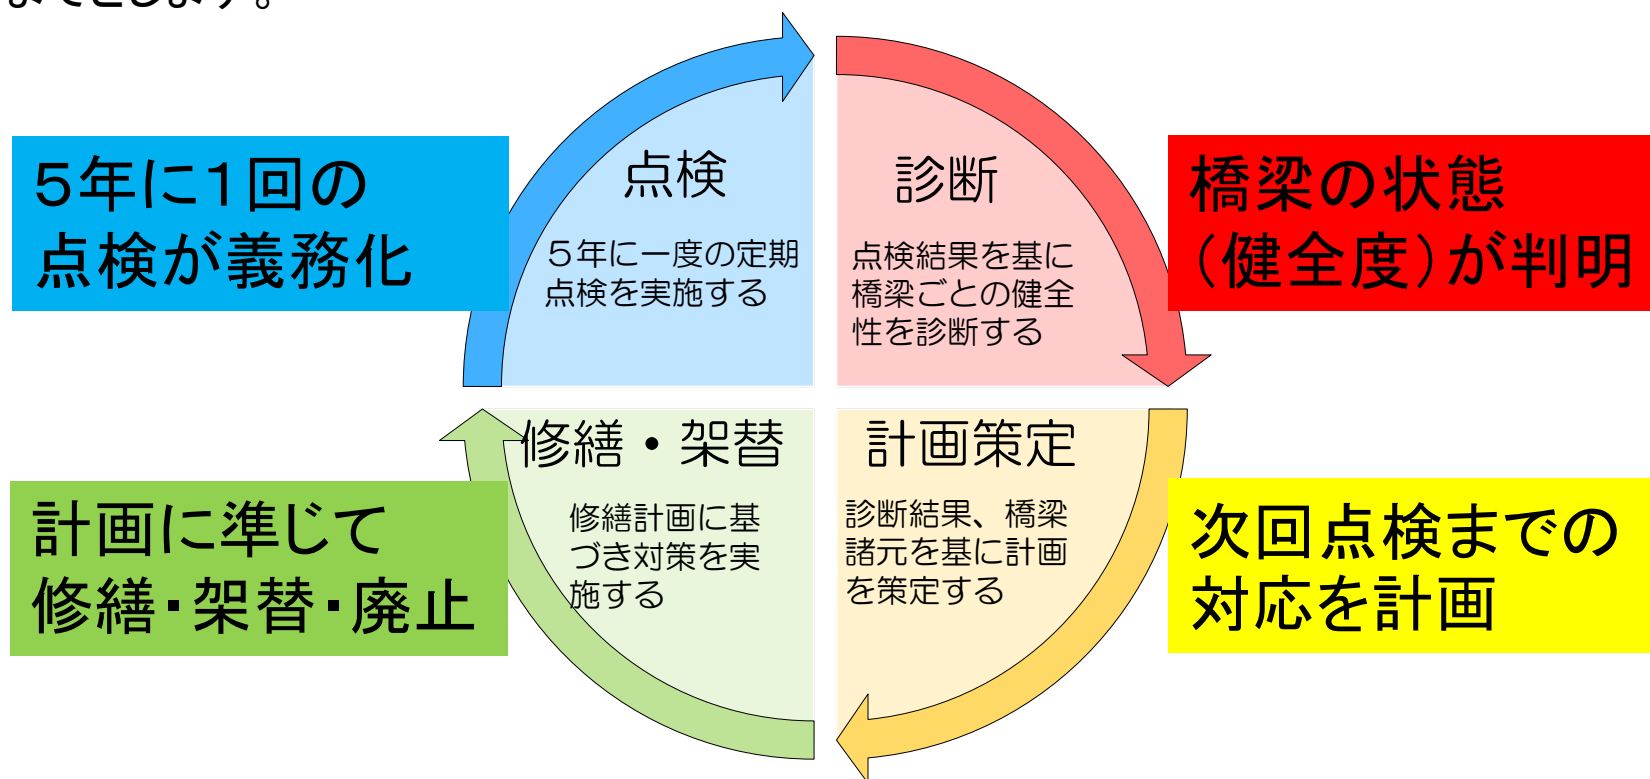 までとします。
５年に１回の
点検が義務化
点検
５年に一度の定期
点検を実施する
診断
点検結果を基に
橋梁ごとの健全
性を診断する
橋梁の状態
（健全度）が判明
修繕・架替
修繕計画に基
づき対策を実
施する
計画策定
診断結果、橋梁
諸元を基に計画
を策定する
計画に準じて
修繕・架替・廃止
次回点検までの
対応を計画